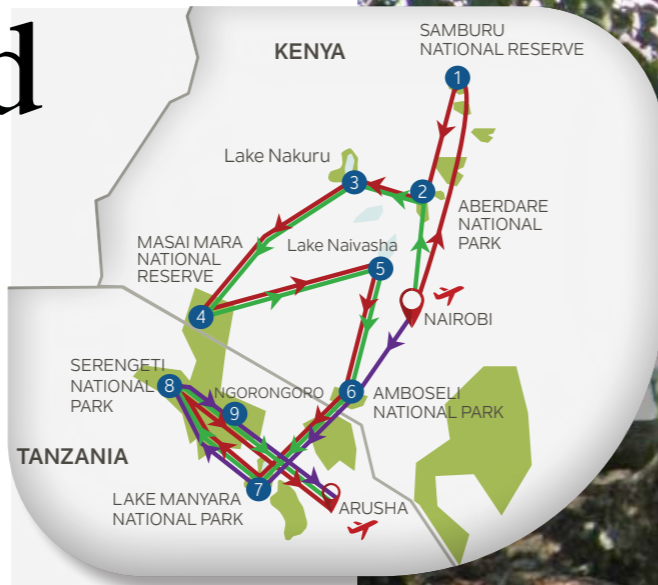 d
KENYA
SAMBURU
NATIONAL RESERVE
1
Lake Nakuru
3
2
ABERDARE
NATIONAL
PARK
MASAI MARA
NATIONAL
RESERVE
Lake Naivasha
5
4
NAIROBI
SERENGETI
NATIONAL
PARK
8
NGORONGORO
9
6
AMBOSELI
NATIONAL PARK
TANZANIA
7
LAKE MANYARA
NATIONAL PARK
ARUSHA